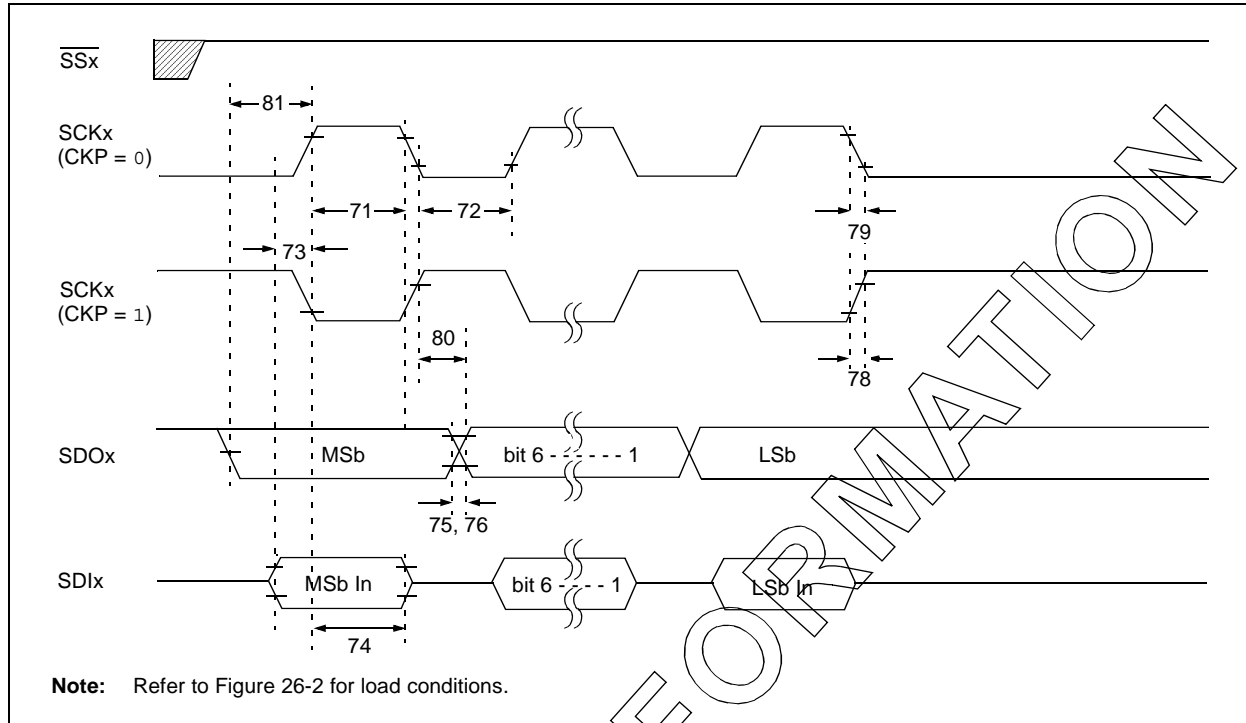 SSx
81
SCKx
(CKP = 0)
71
72
79
73
SCKx
(CKP = 1)
80
78
SDOx
MSb
bit 6 - - - - - - 1
LSb
75, 76
SDIx
MSb In
bit 6 - - - - - 1
LSb In
74
Note: Refer to Figure 26-2 for load conditions.
FORMATION